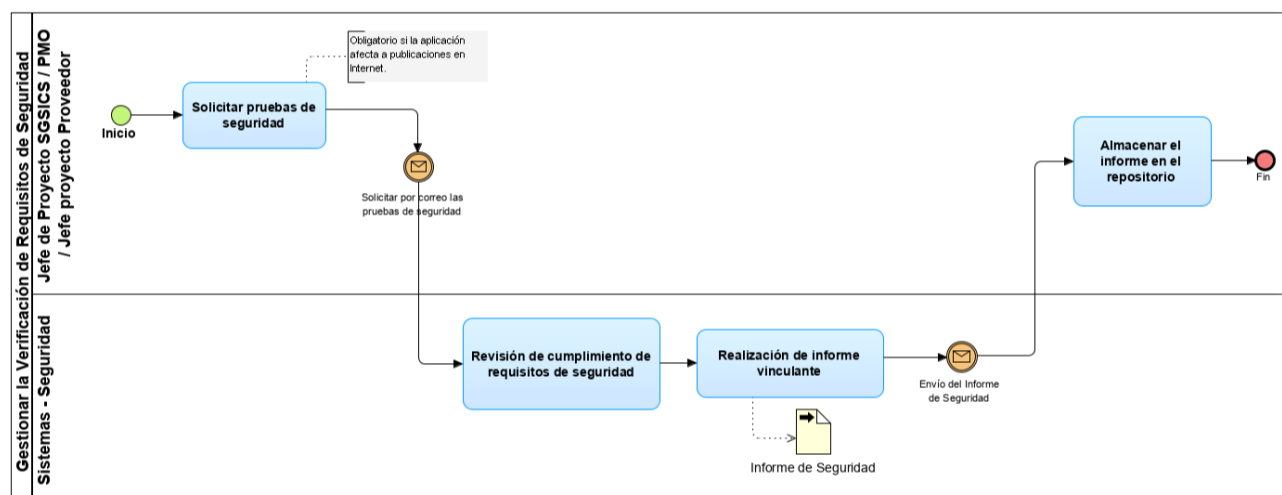 Gestionar la Verificación de Requisitos de Seguridad
Jefe de Proyecto SGSICS / PMO
/ Jefe proyecto Proveedor
Obligatorio si la aplicación
afecta a publicaciones en
Internet.
Solicitar pruebas de
seguridad
Inicio
Solicitar por correo las
pruebas de seguridad
Almacenar el
informe en el
repositorio
Fin
Sistemas - Seguridad
Revisión de cumplimiento de
requisitos de seguridad
Realización de informe
vinculante
Envío del Informe
de Seguridad
Informe de Seguridad